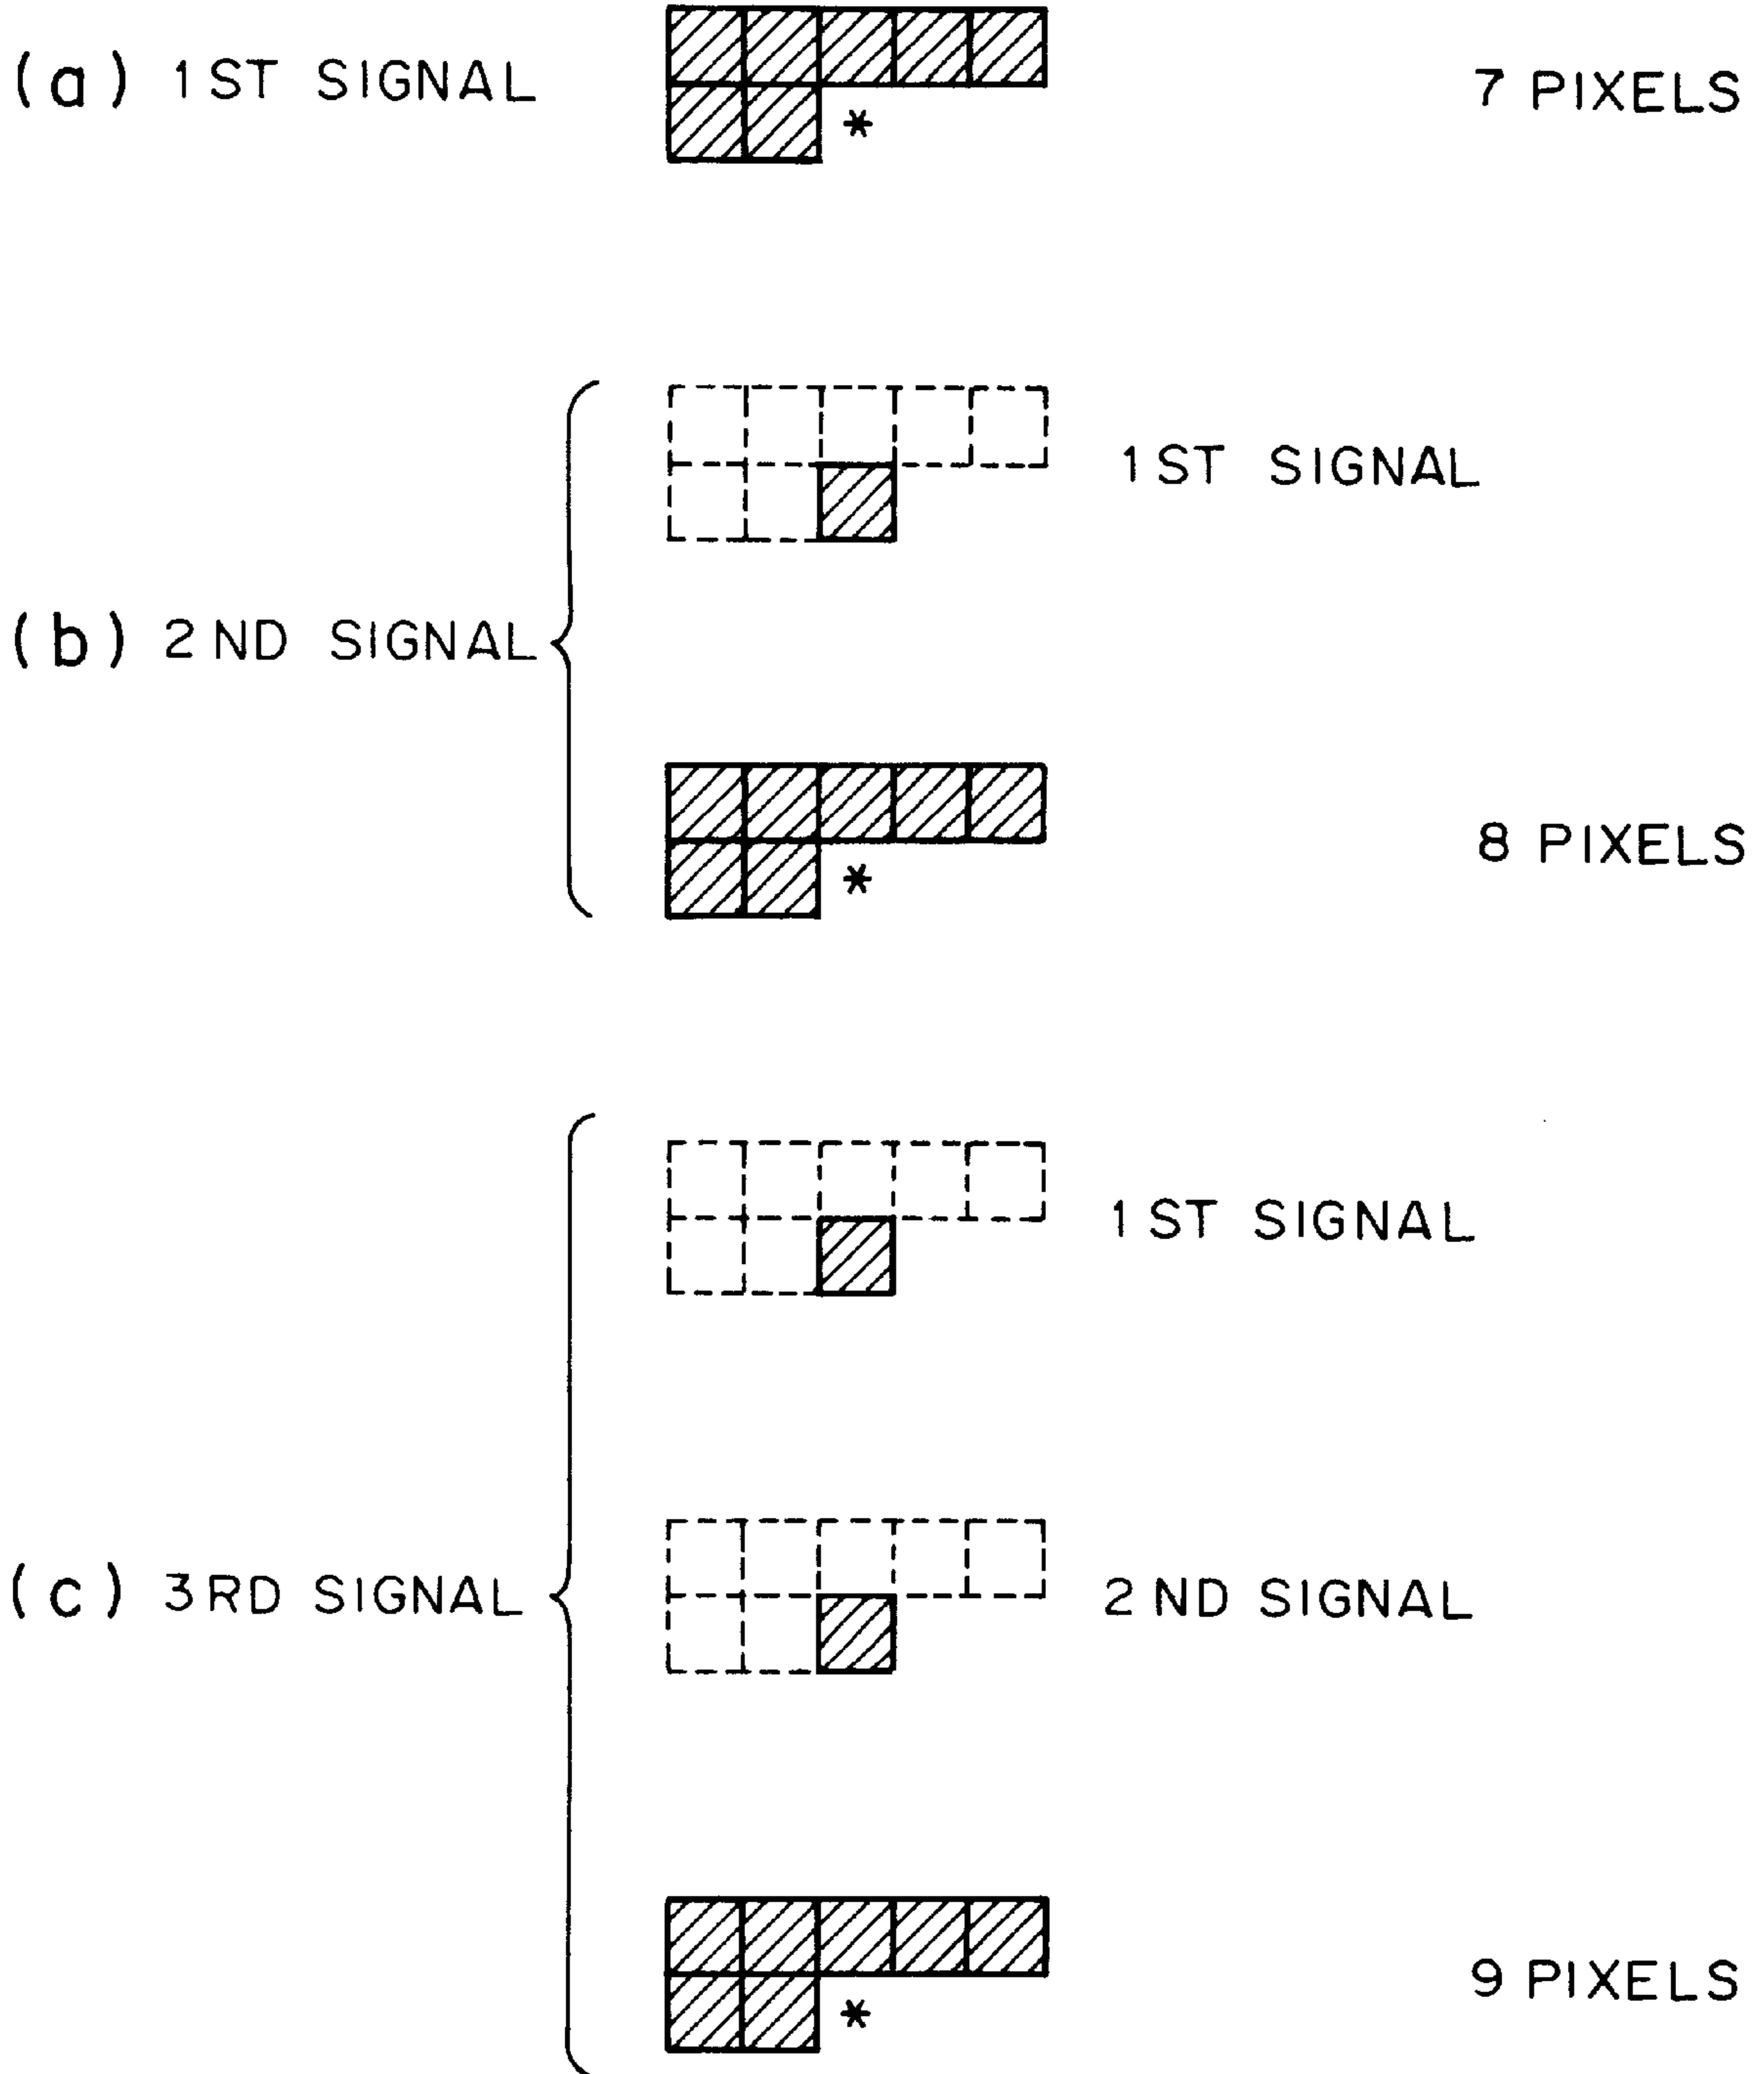 (a) 1ST SIGNAL
7 PIXELS
*
1ST SIGNAL
(b) 2ND SIGNAL
8 PIXELS
*
1ST SIGNAL
(c) 3RD SIGNAL
2ND SIGNAL
9 PIXELS
*